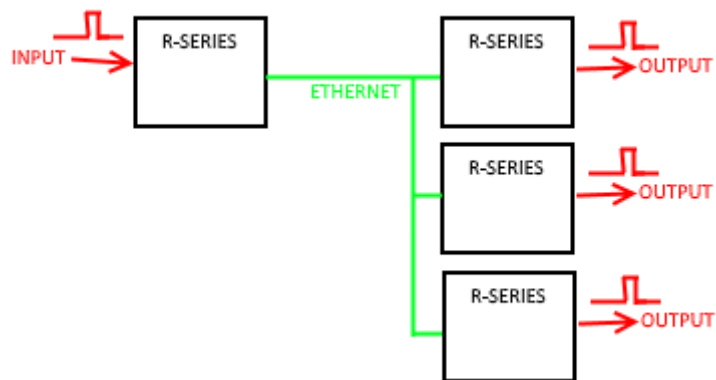 R-SERIES
R-SERIES
INPUT
OUTPUT
ETHERNET
R-SERIES
OUTPUT
R-SERIES
OUTPUT